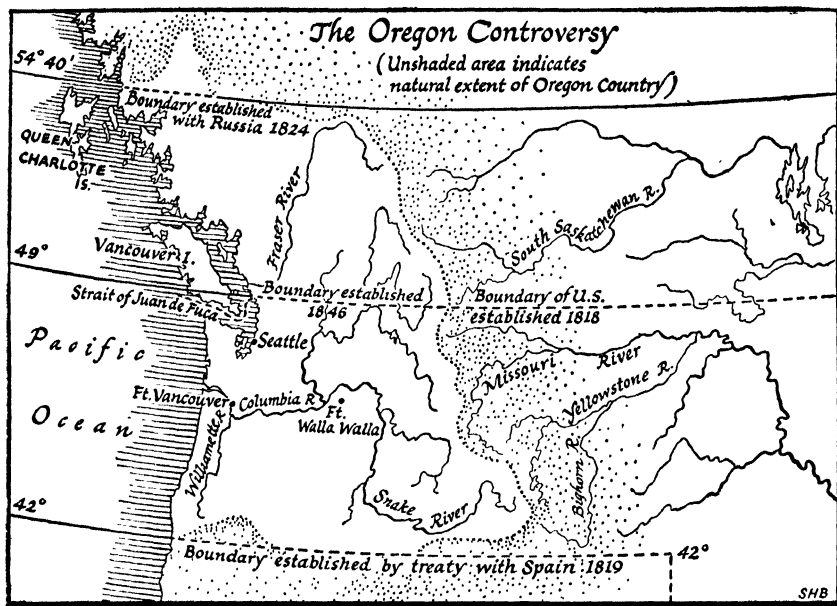 The Oregon Controversy
(Unshaded area indicates
natural extent of Oregon Country)
54° 40'
Boundary established
with Russia 1824
QUEEN
CHARLOTTE
Is.
Fraser River
South Saskatchewan R.
Vancouver I.
49°
Boundary established
1846
Boundary of U.S.
established 1818
Strait of Juan de Fuca
Seattle
Pacific
Ocean
Missouri River
Yellowstone R.
Ft. Vancouver
Columbia R.
Ft.
Walla Walla
Willamette R.
Bighorn R.
Snake River
42°
Boundary established by treaty with Spain 1819
42°
SHB